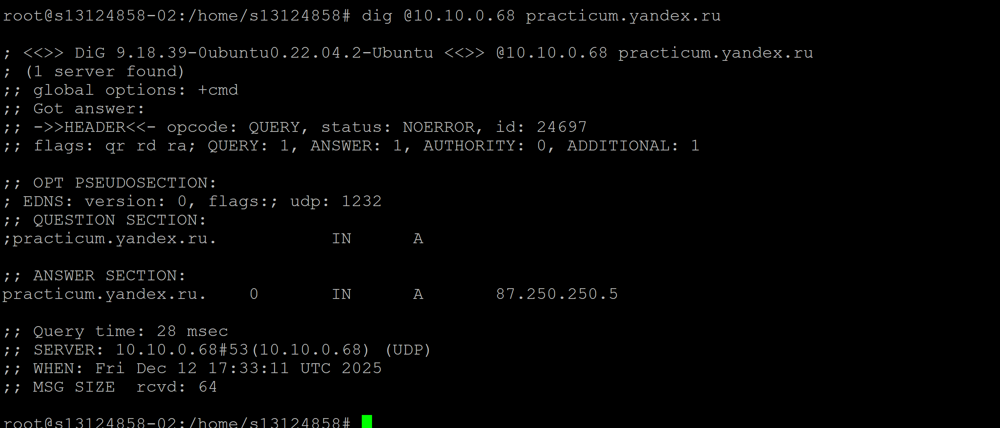 root@s13124858-02:/home/s13124858# dig @10.10.0.68 practicum.yandex.ru
; <<>> DiG 9.18.39-0ubuntu0.22.04.2-Ubuntu <<>> @10.10.0.68 practicum.yandex.ru
; (1 server found)
;; global options: +cmd
;; Got answer:
;; ->>HEADER<<- opcode: QUERY, status: NOERROR, id: 24697
;; flags: qr rd ra; QUERY: 1, ANSWER: 1, AUTHORITY: 0, ADDITIONAL: 1
;; OPT PSEUDOSECTION:
; EDNS: version: 0, flags:; udp: 1232
;; QUESTION SECTION:
;practicum.yandex.ru. IN A
;; ANSWER SECTION:
practicum.yandex.ru. 0 IN A 87.250.250.5
;; Query time: 28 msec
;; SERVER: 10.10.0.68#53(10.10.0.68) (UDP)
;; WHEN: Fri Dec 12 17:33:11 UTC 2025
;; MSG SIZE  rcvd: 64
root@s13124858-02:/home/s13124858#